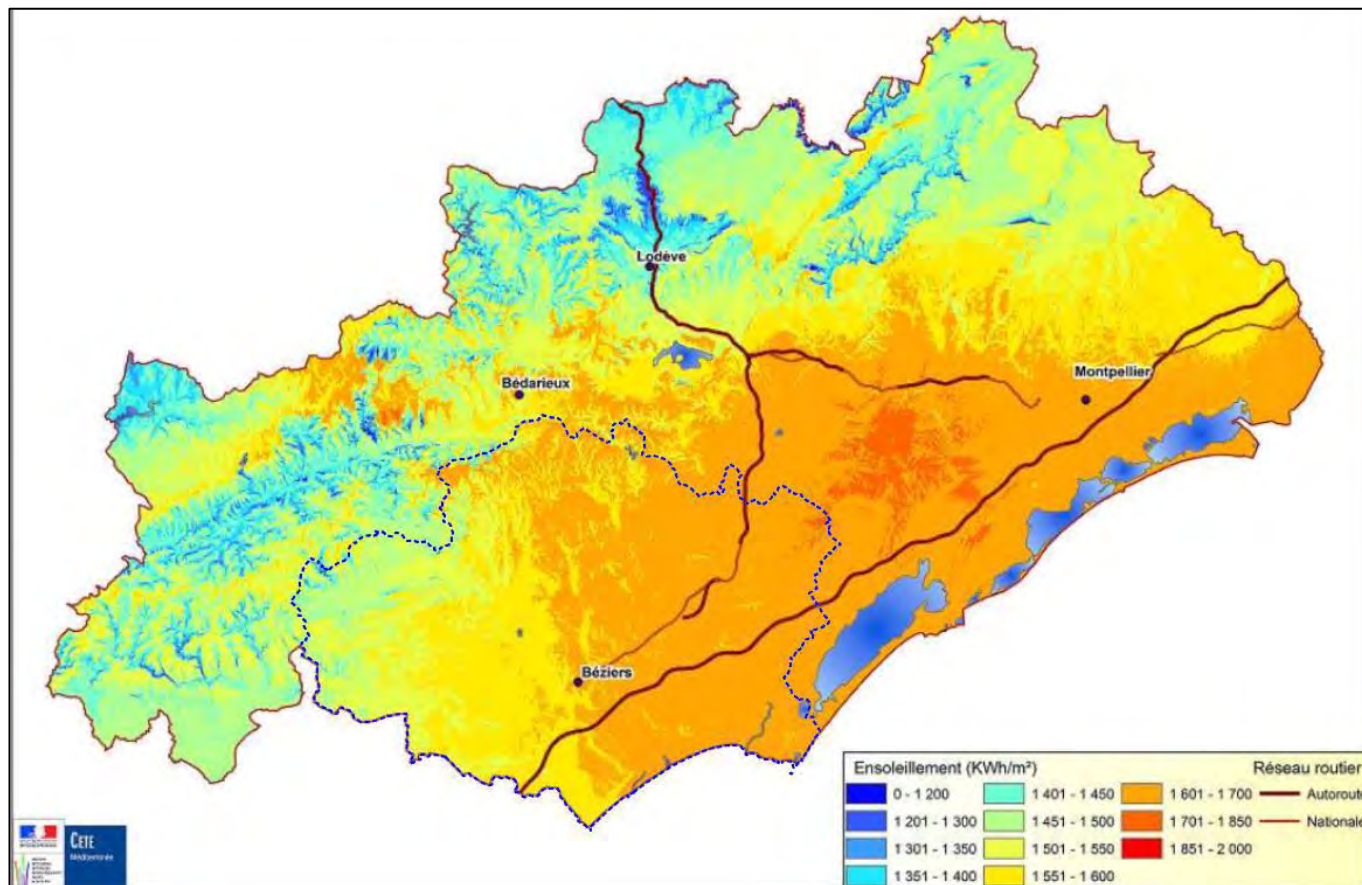 Lodève
Bédarieux
Montpellier
Béziers
Ensoleillement (KWh/m²)
Réseau routier
0 - 1 200
1 401 - 1 450
1 601 - 1 700
Autoroute
1 201 - 1 300
1 451 - 1 500
1 701 - 1 850
Nationale
1 301 - 1 350
1 501 - 1 550
1 851 - 2 000
1 351 - 1 400
1 551 - 1 600
CETE
Méditerranée